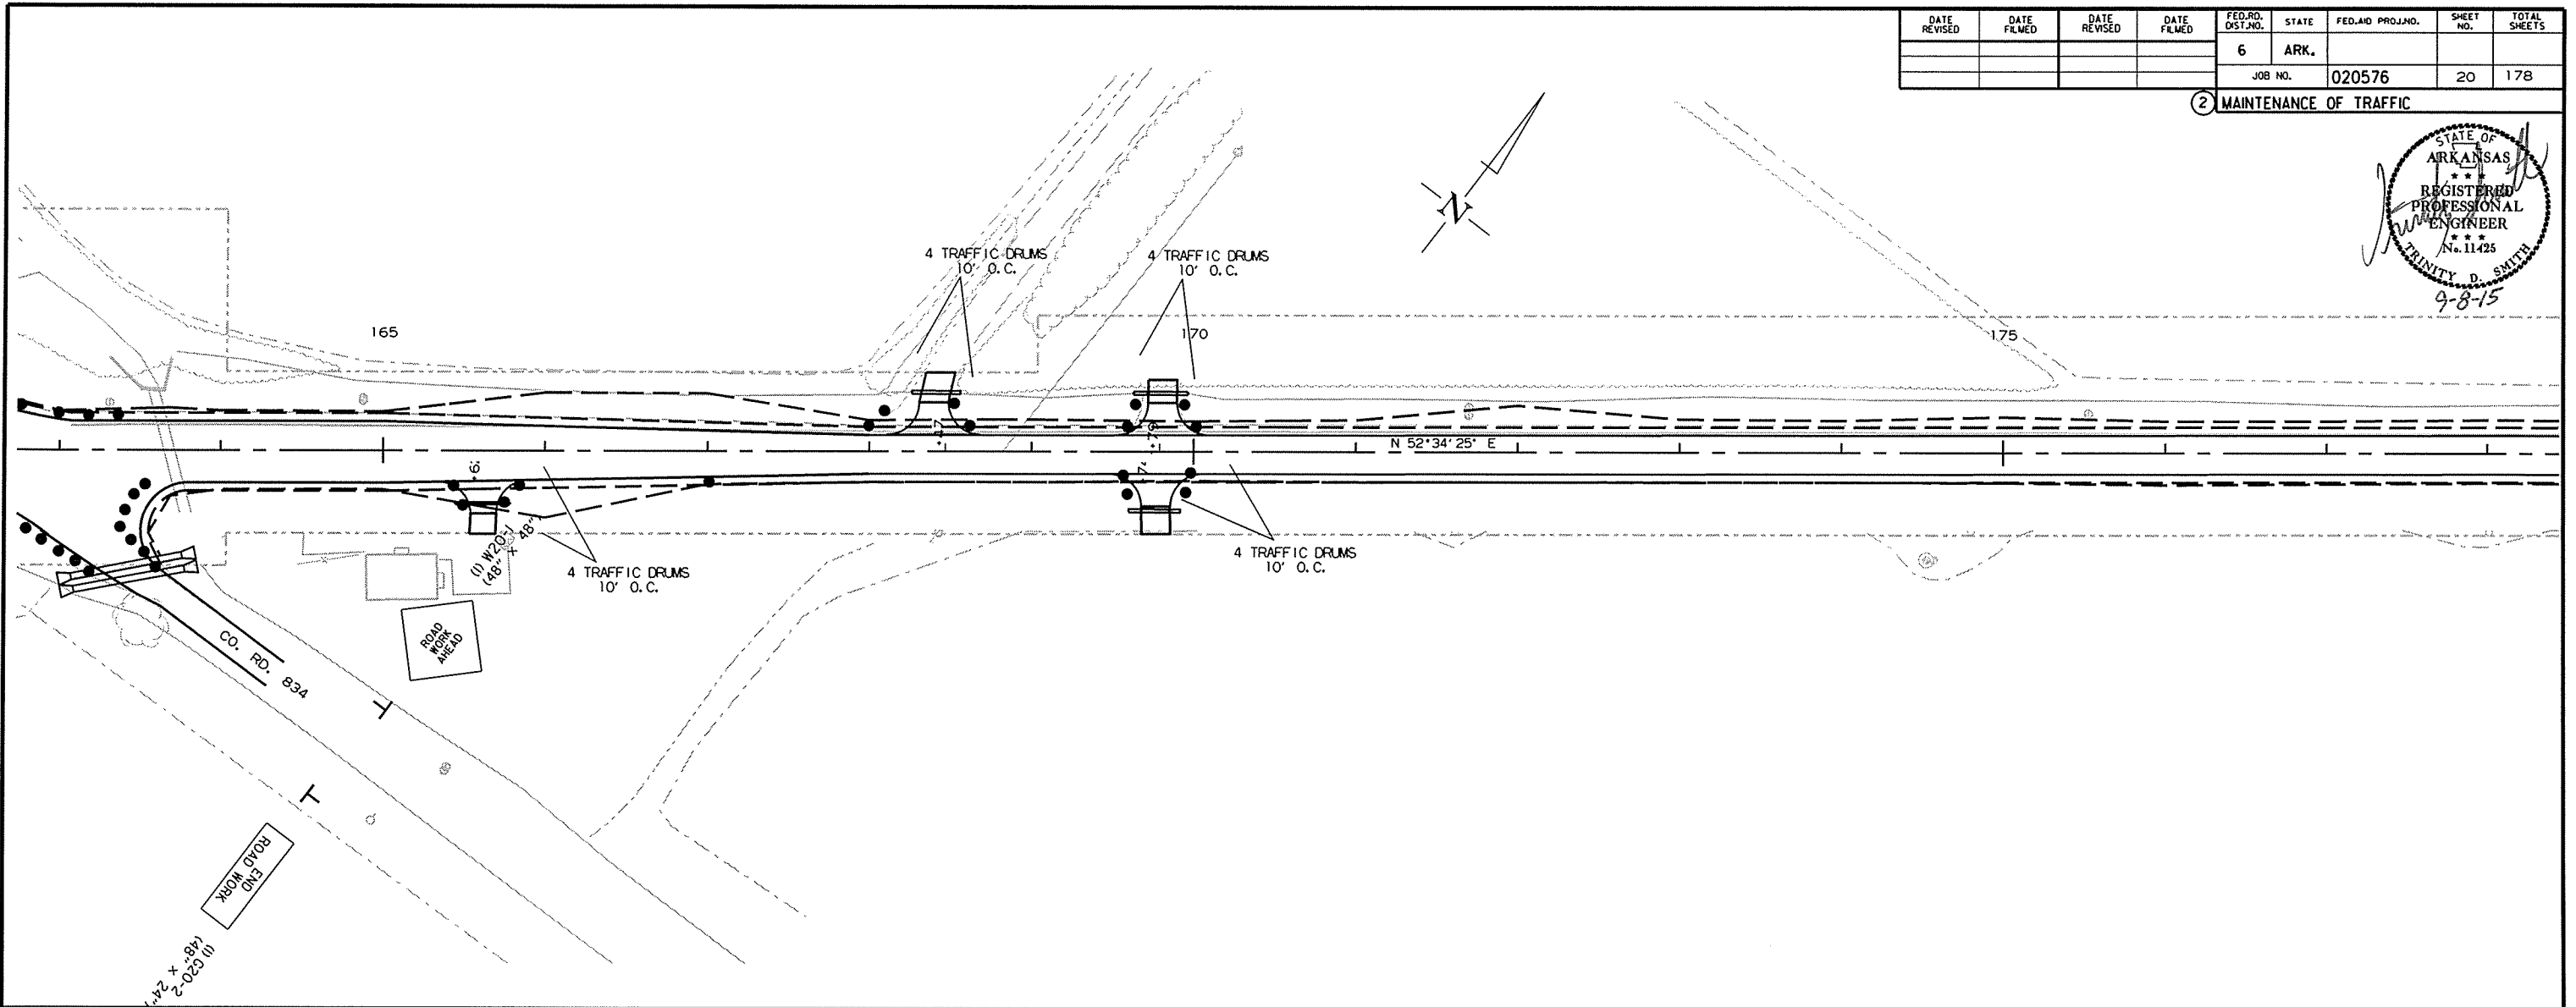 DATE REVISED
DATE FILMED
DATE REVISED
DATE FILMED
FED.RD. DIST.NO.
STATE
FED.AID PROJ.NO.
SHEET NO.
TOTAL SHEETS
6
ARK.
JOB NO.
020576
20
178
2
MAINTENANCE OF TRAFFIC
STATE OF
ARKANSAS
★ ★
REGISTERED
PROFESSIONAL
ENGINEER
★ ★ ★
No. 11425
TRINITY D. SMITH
9-8-15
N
4 TRAFFIC DRUMS
10' O.C.
4 TRAFFIC DRUMS
10' O.C.
165
170
175
N 52°34'25" E
4 TRAFFIC DRUMS
10' O.C.
4 TRAFFIC DRUMS
10' O.C.
(1) W20-1
(48" X 48")
ROAD
WORK
AHEAD
CO. RD. 834
END
ROAD WORK
(1) G20-2
(48" X 24")